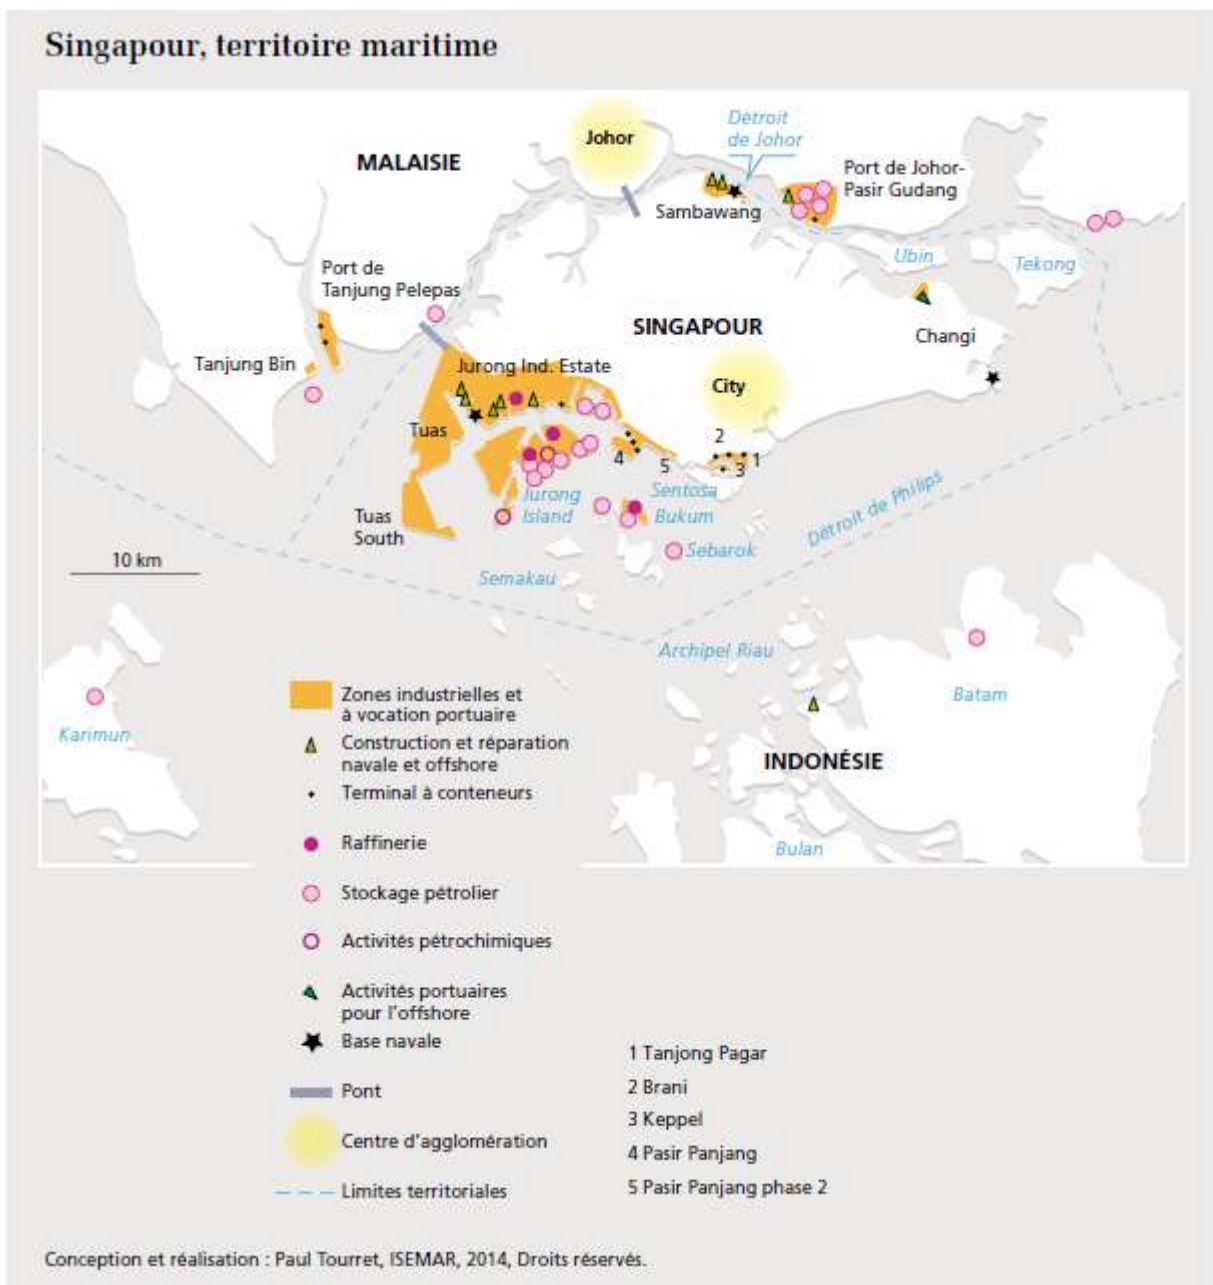 Singapour, territoire maritime
Détroit
de Johor
Johor
MALAISIE
Port de Johor-
Pasir Gudang
Sambawang
Ubin
Tekong
Port de
Tanjung Pelepas
SINGAPOUR
Changi
Tanjung Bin
Jurong Ind. Estate
City
Tuas
2
4
5
3
1
Jurong
Island
Sentosa
Bukum
Détroit de Philips
Tuas
South
Sebarok
10 km
Semakau
Archipel Riau
Batam
Karimun
INDONÉSIE
Bulan
Zones industrielles et
à vocation portuaire
Construction et réparation
navale et offshore
Terminal à conteneurs
Raffinerie
Stockage pétrolier
Activités pétrochimiques
Activités portuaires
pour l'offshore
Base navale
Pont
Centre d'agglomération
Limites territoriales
1 Tanjong Pagar
2 Brani
3 Keppel
4 Pasir Panjang
5 Pasir Panjang phase 2
Conception et réalisation : Paul Tourret, ISEMAR, 2014, Droits réservés.